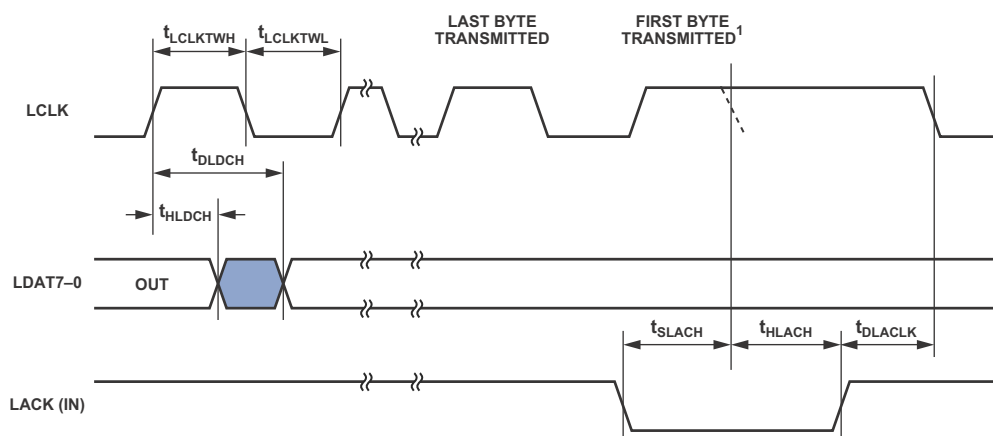 tLCLKTWH
tLCLKTWL
LAST BYTE
TRANSMITTED
FIRST BYTE
TRANSMITTED1
LCLK
tDLDCH
tHLDCH
LDAT7–0
OUT
tSLACH
tHLACH
tDLACLK
LACK (IN)